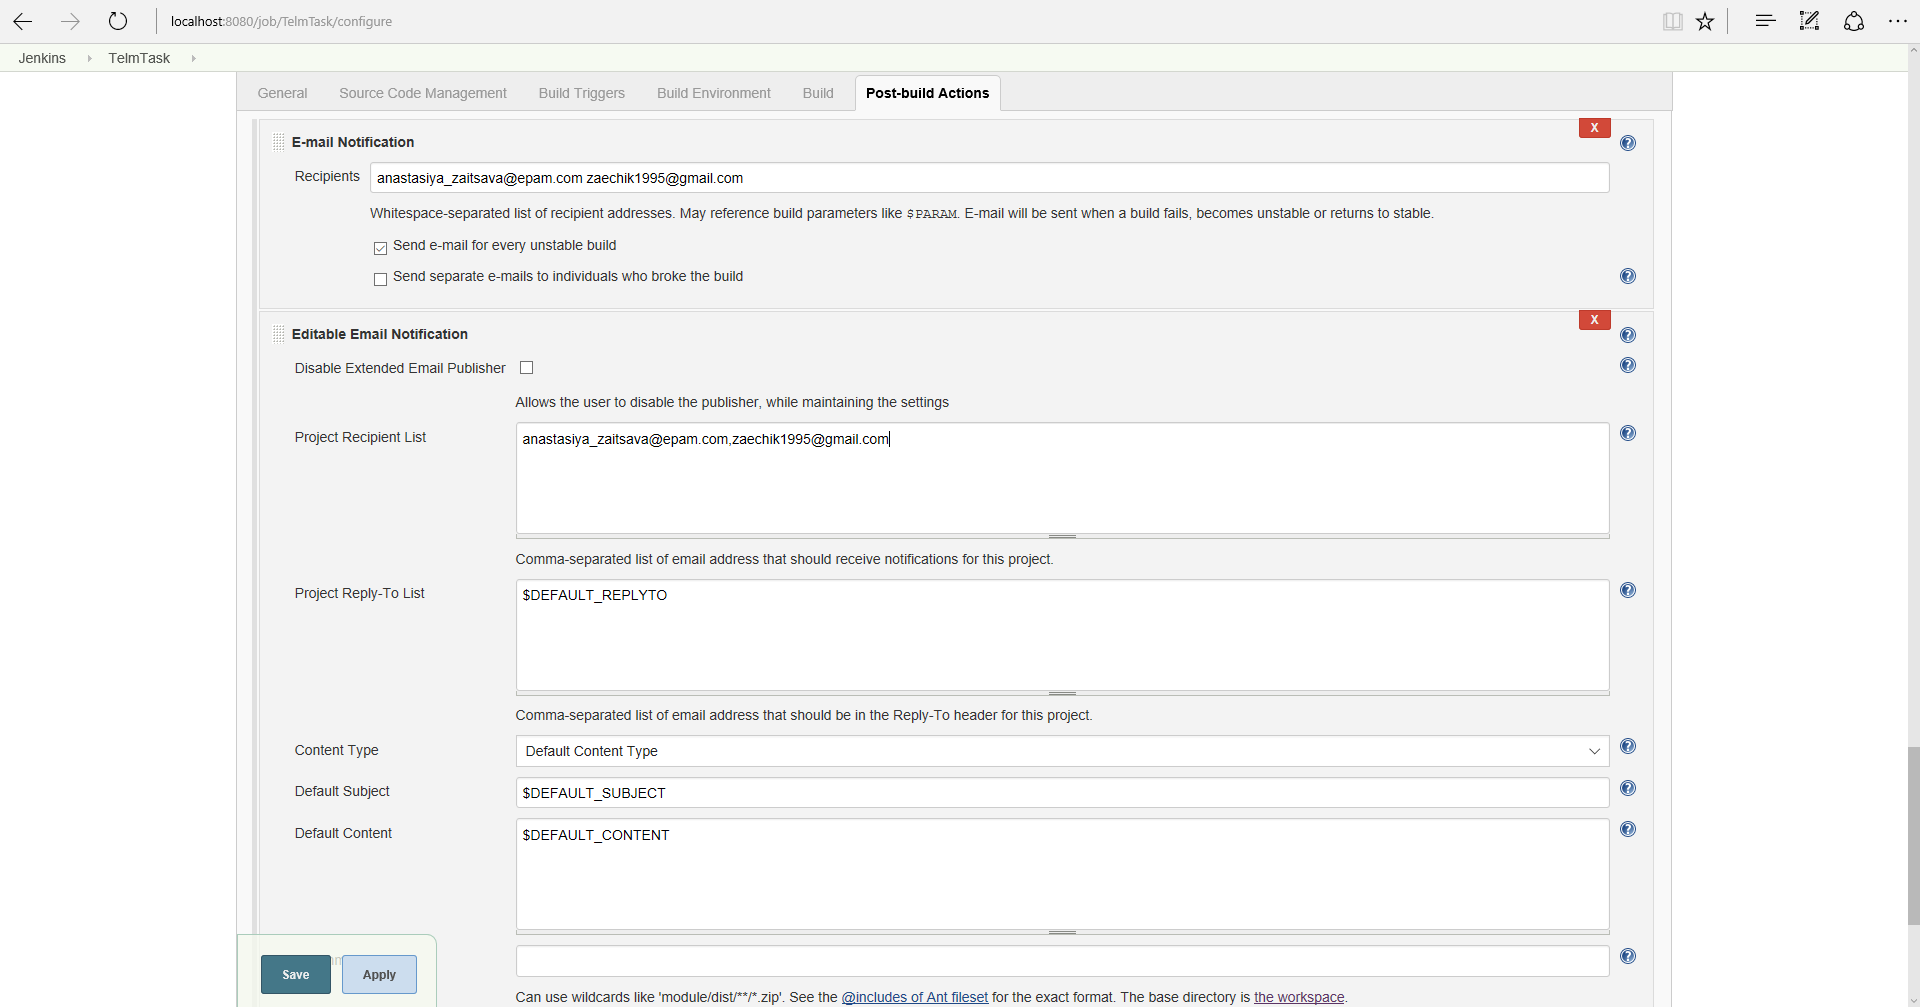 localhost:8080/job/TelmTask/configure
Jenkins TelmTask
General Source Code Management Build Triggers Build Environment Build Post-build Actions
X
E-mail Notification
Recipients anastasiya_zaitsava@epam.com zaechik1995@gmail.com
Whitespace-separated list of recipient addresses. May reference build parameters like $PARAM. E-mail will be sent when a build fails, becomes unstable or returns to stable.
Send e-mail for every unstable build
Send separate e-mails to individuals who broke the build
X
Editable Email Notification
Disable Extended Email Publisher
Allows the user to disable the publisher, while maintaining the settings
Project Recipient List anastasiya_zaitsava@epam.com,zaechik1995@gmail.com
Comma-separated list of email address that should receive notifications for this project.
Project Reply-To List $DEFAULT_REPLYTO
Comma-separated list of email address that should be in the Reply-To header for this project.
Content Type Default Content Type
Default Subject $DEFAULT_SUBJECT
Default Content $DEFAULT_CONTENT
Save Apply
Can use wildcards like 'module/dist/**/*.zip'. See the @includes of Ant fileset for the exact format. The base directory is the workspace.